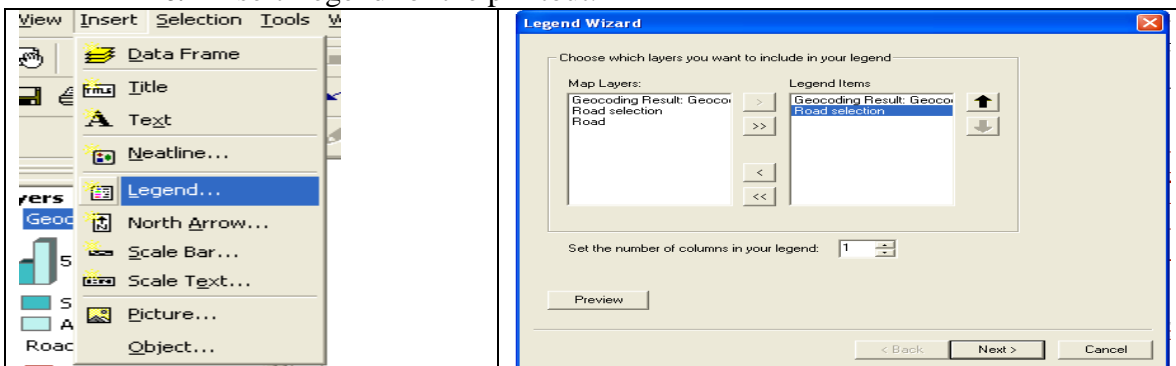 View Insert Selection Tools
Data Frame
Title
Text
Neatline...
Legend...
North Arrow...
Scale Bar...
Scale Text...
Picture...
Object...
Geoc
5
S
A
Roac
Legend Wizard
Choose which layers you want to include in your legend
Map Layers:
Geocoding Result: Geoco
Road selection
Road
>
>>
<
<<
Legend Items
Geocoding Result: Geoco
Road selection
Set the number of columns in your legend: 1
Preview
< Back Next > Cancel